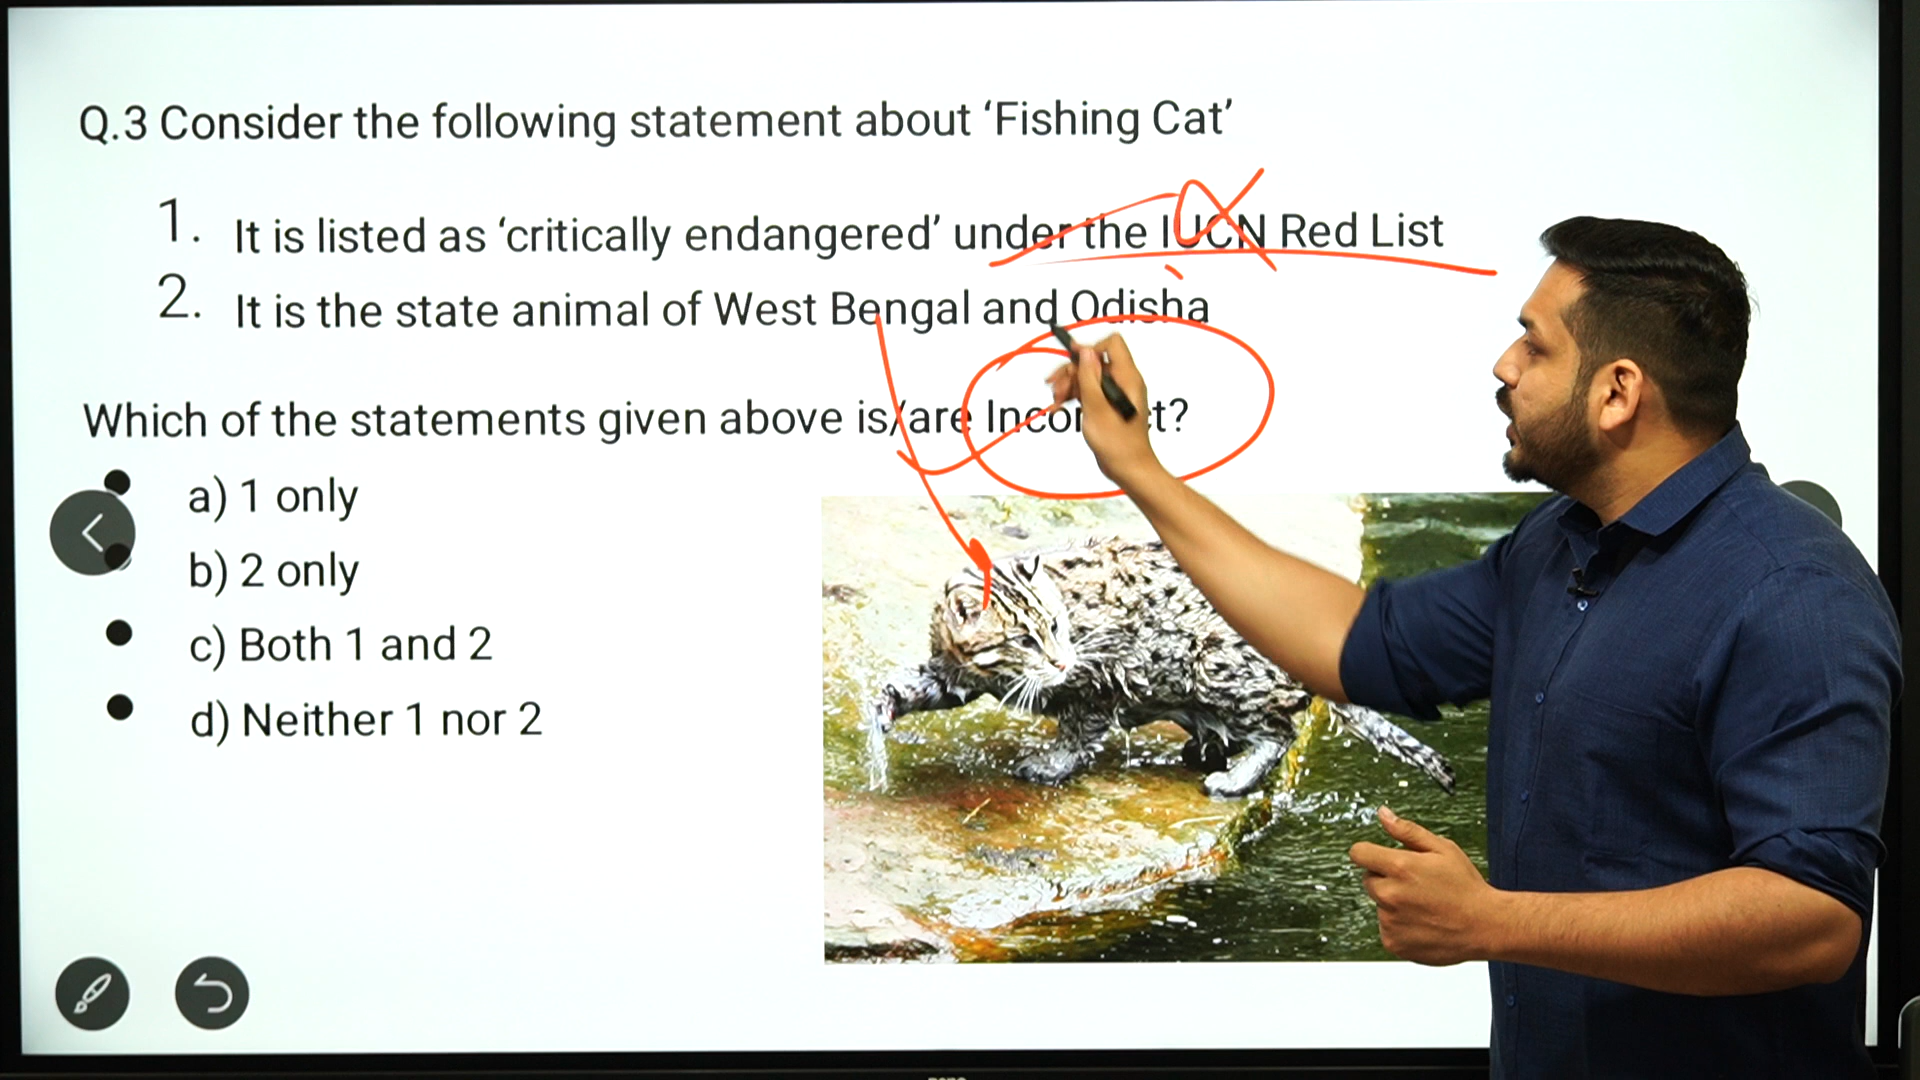 Q.3 Consider the following statement about ‘Fishing Cat’
1. It is listed as ‘critically endangered’ under the IUCN Red List
2. It is the state animal of West Bengal and Odisha
Which of the statements given above is/are
a) 1 only
b) 2 only
c) Both 1 and 2
d) Neither 1 nor 2